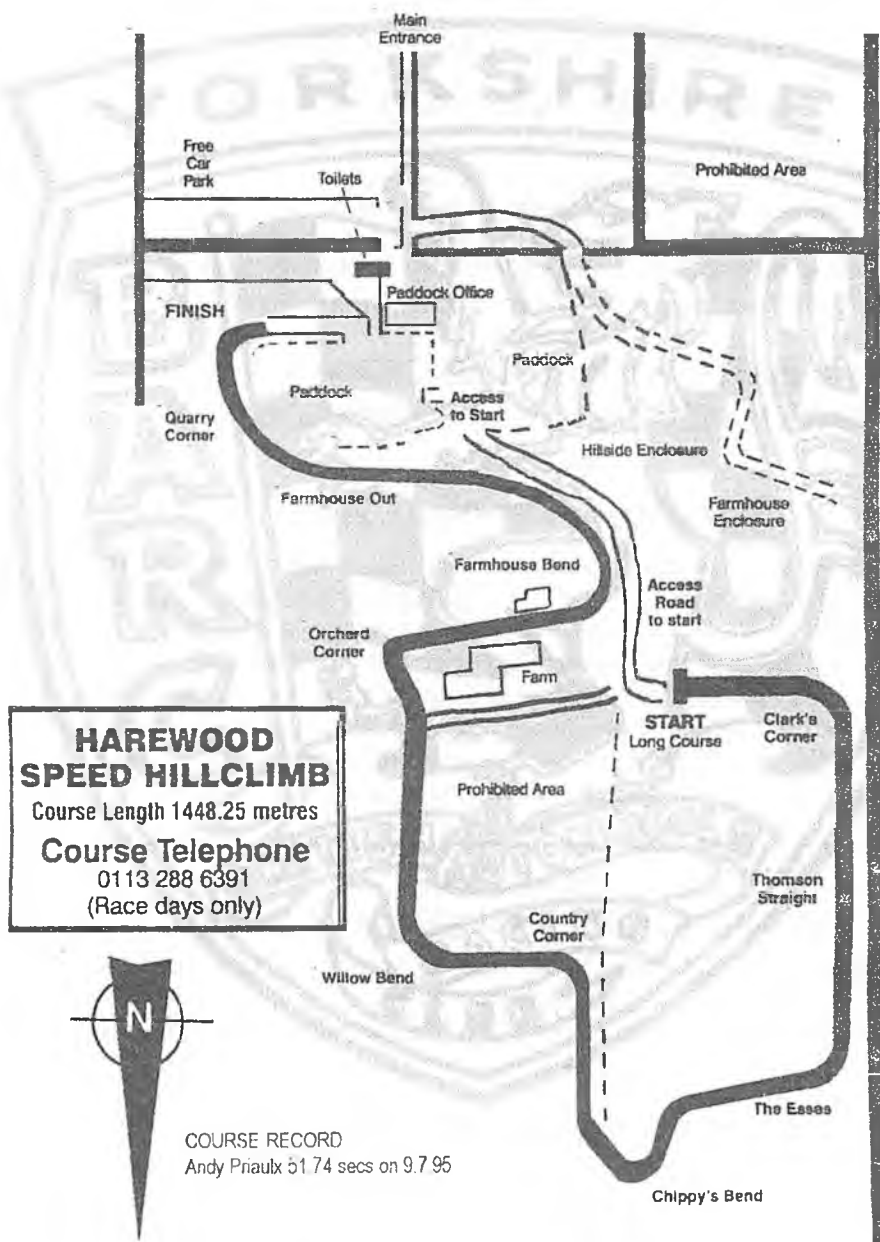 YORKSHIRE
Main
Entrance
Free
Car
Park
Toilets
Prohibited Area
FINISH
Paddock Office
Paddock
Paddock
Access
to Start
Quarry
Corner
Hillside Enclosure
Farmhouse Out
Farmhouse
Enclosure
Farmhouse Bend
Access
Road
to start
Orchard
Corner
Farm
START
Long Course
Clark's
Corner
HAREWOOD
SPEED HILLCLIMB
Course Length 1448.25 metres
Course Telephone
0113 288 6391
(Race days only)
Prohibited Area
Thomson
Straight
Country
Corner
Willow Bend
N
The Esses
COURSE RECORD
Andy Priaulx 51.74 secs on 9.7.95
Chippy's Bend